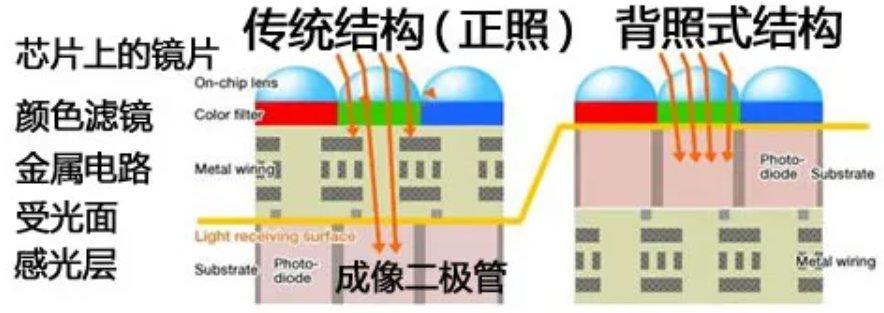 传统结构（正照）
背照式结构
芯片上的镜片
On-chip lens
颜色滤镜
Color filter
金属电路
Metal wiring
受光面
Light receiving surface
感光层
Substrate
Photo-
diode
成像二极管
Photo-
diode
Substrate
Metal wiring